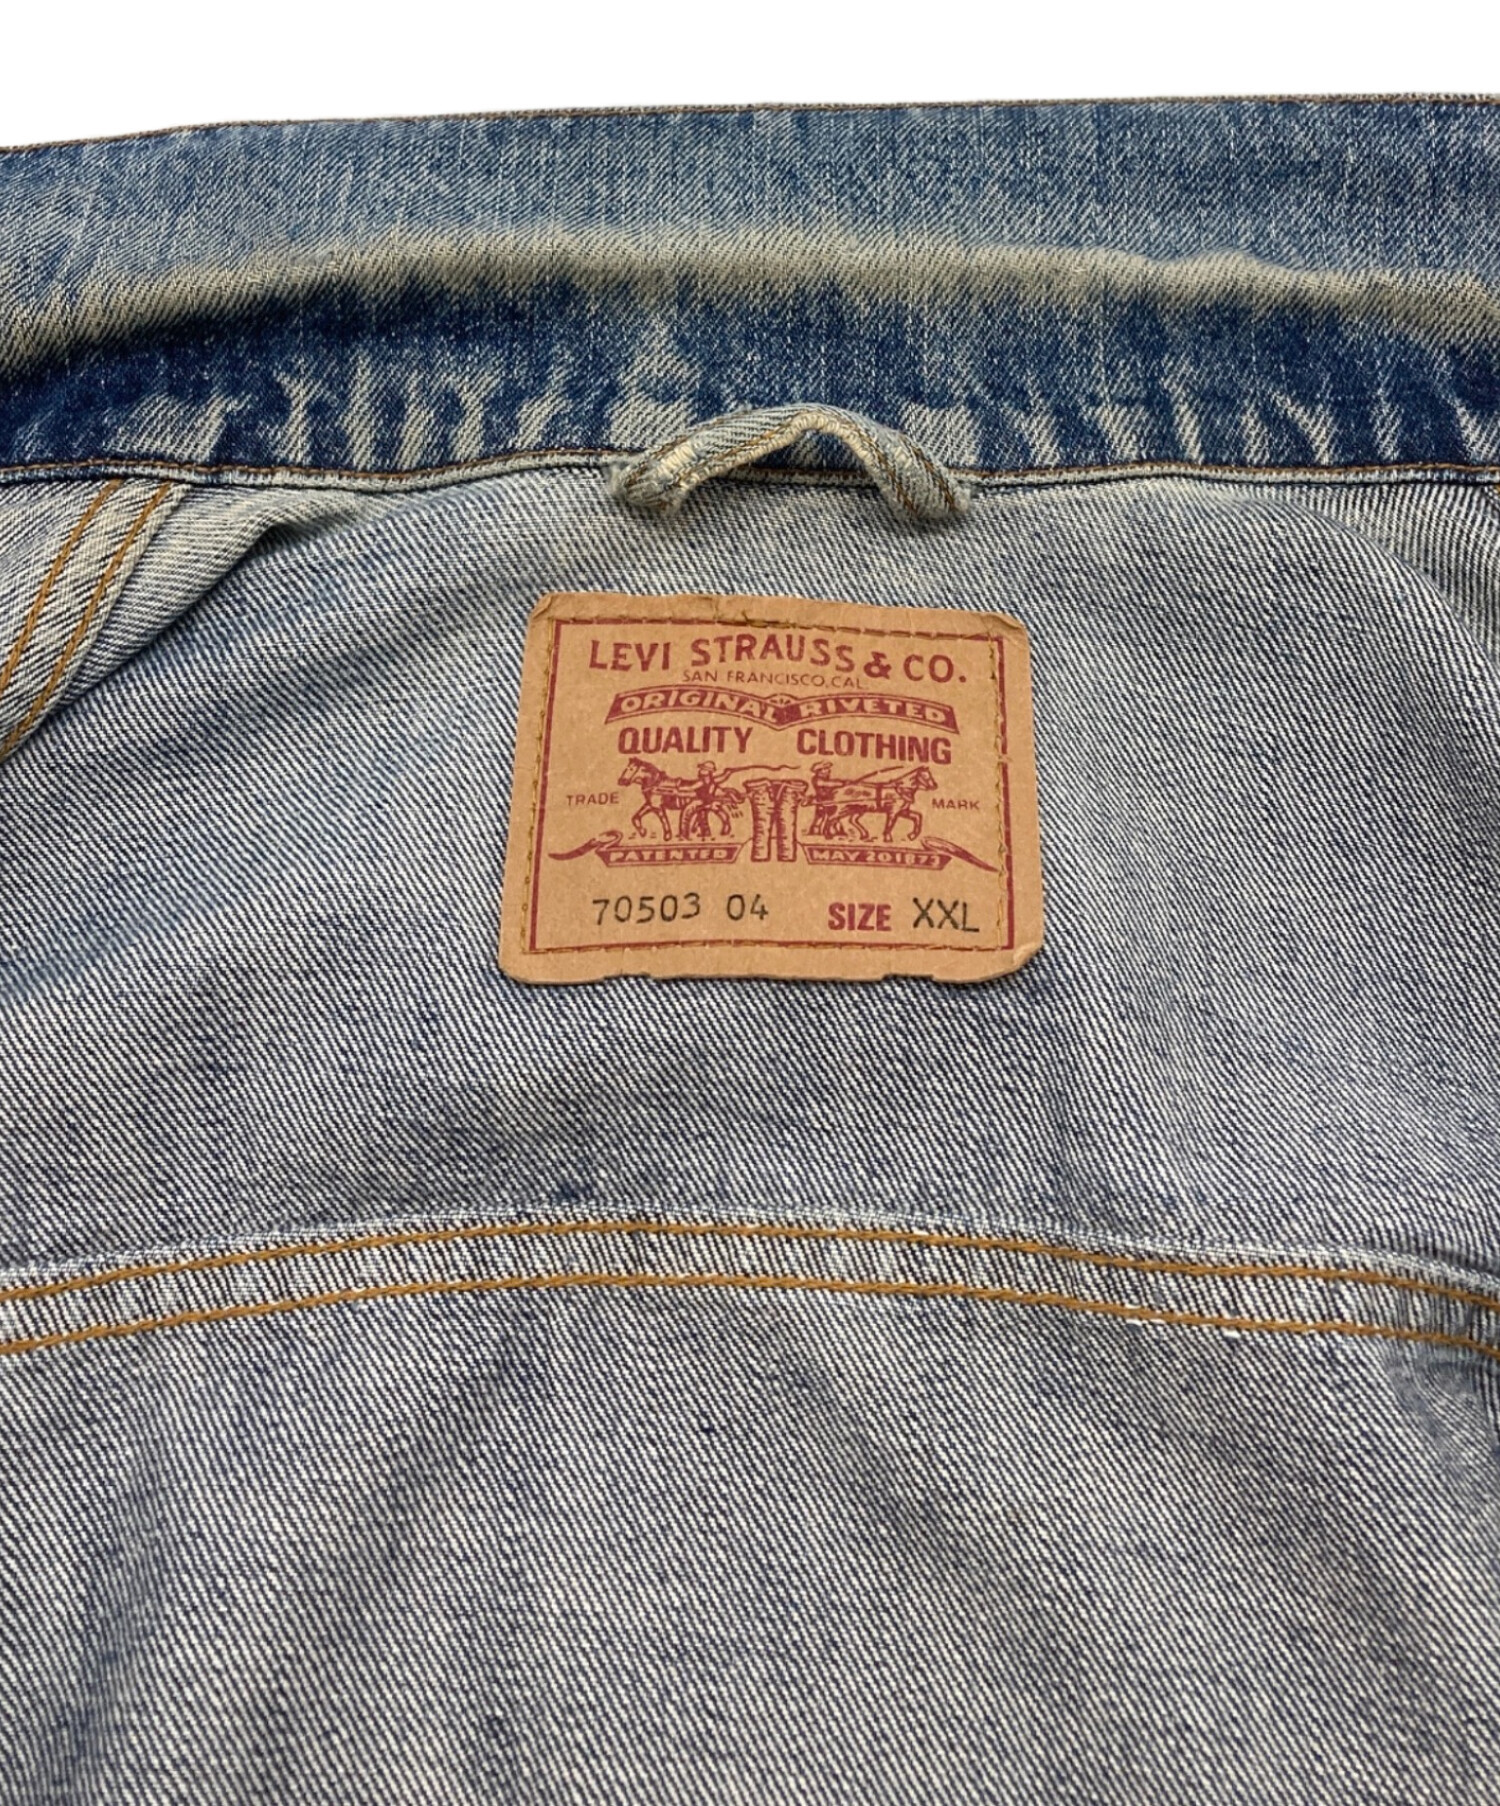 LEVI STRAUSS & CO.
SAN FRANCISCO, CAL.
ORIGINAL RIVETED
QUALITY CLOTHING
TRADE MARK
PATENTED MAY 20 1873
70503 04 SIZE XXL